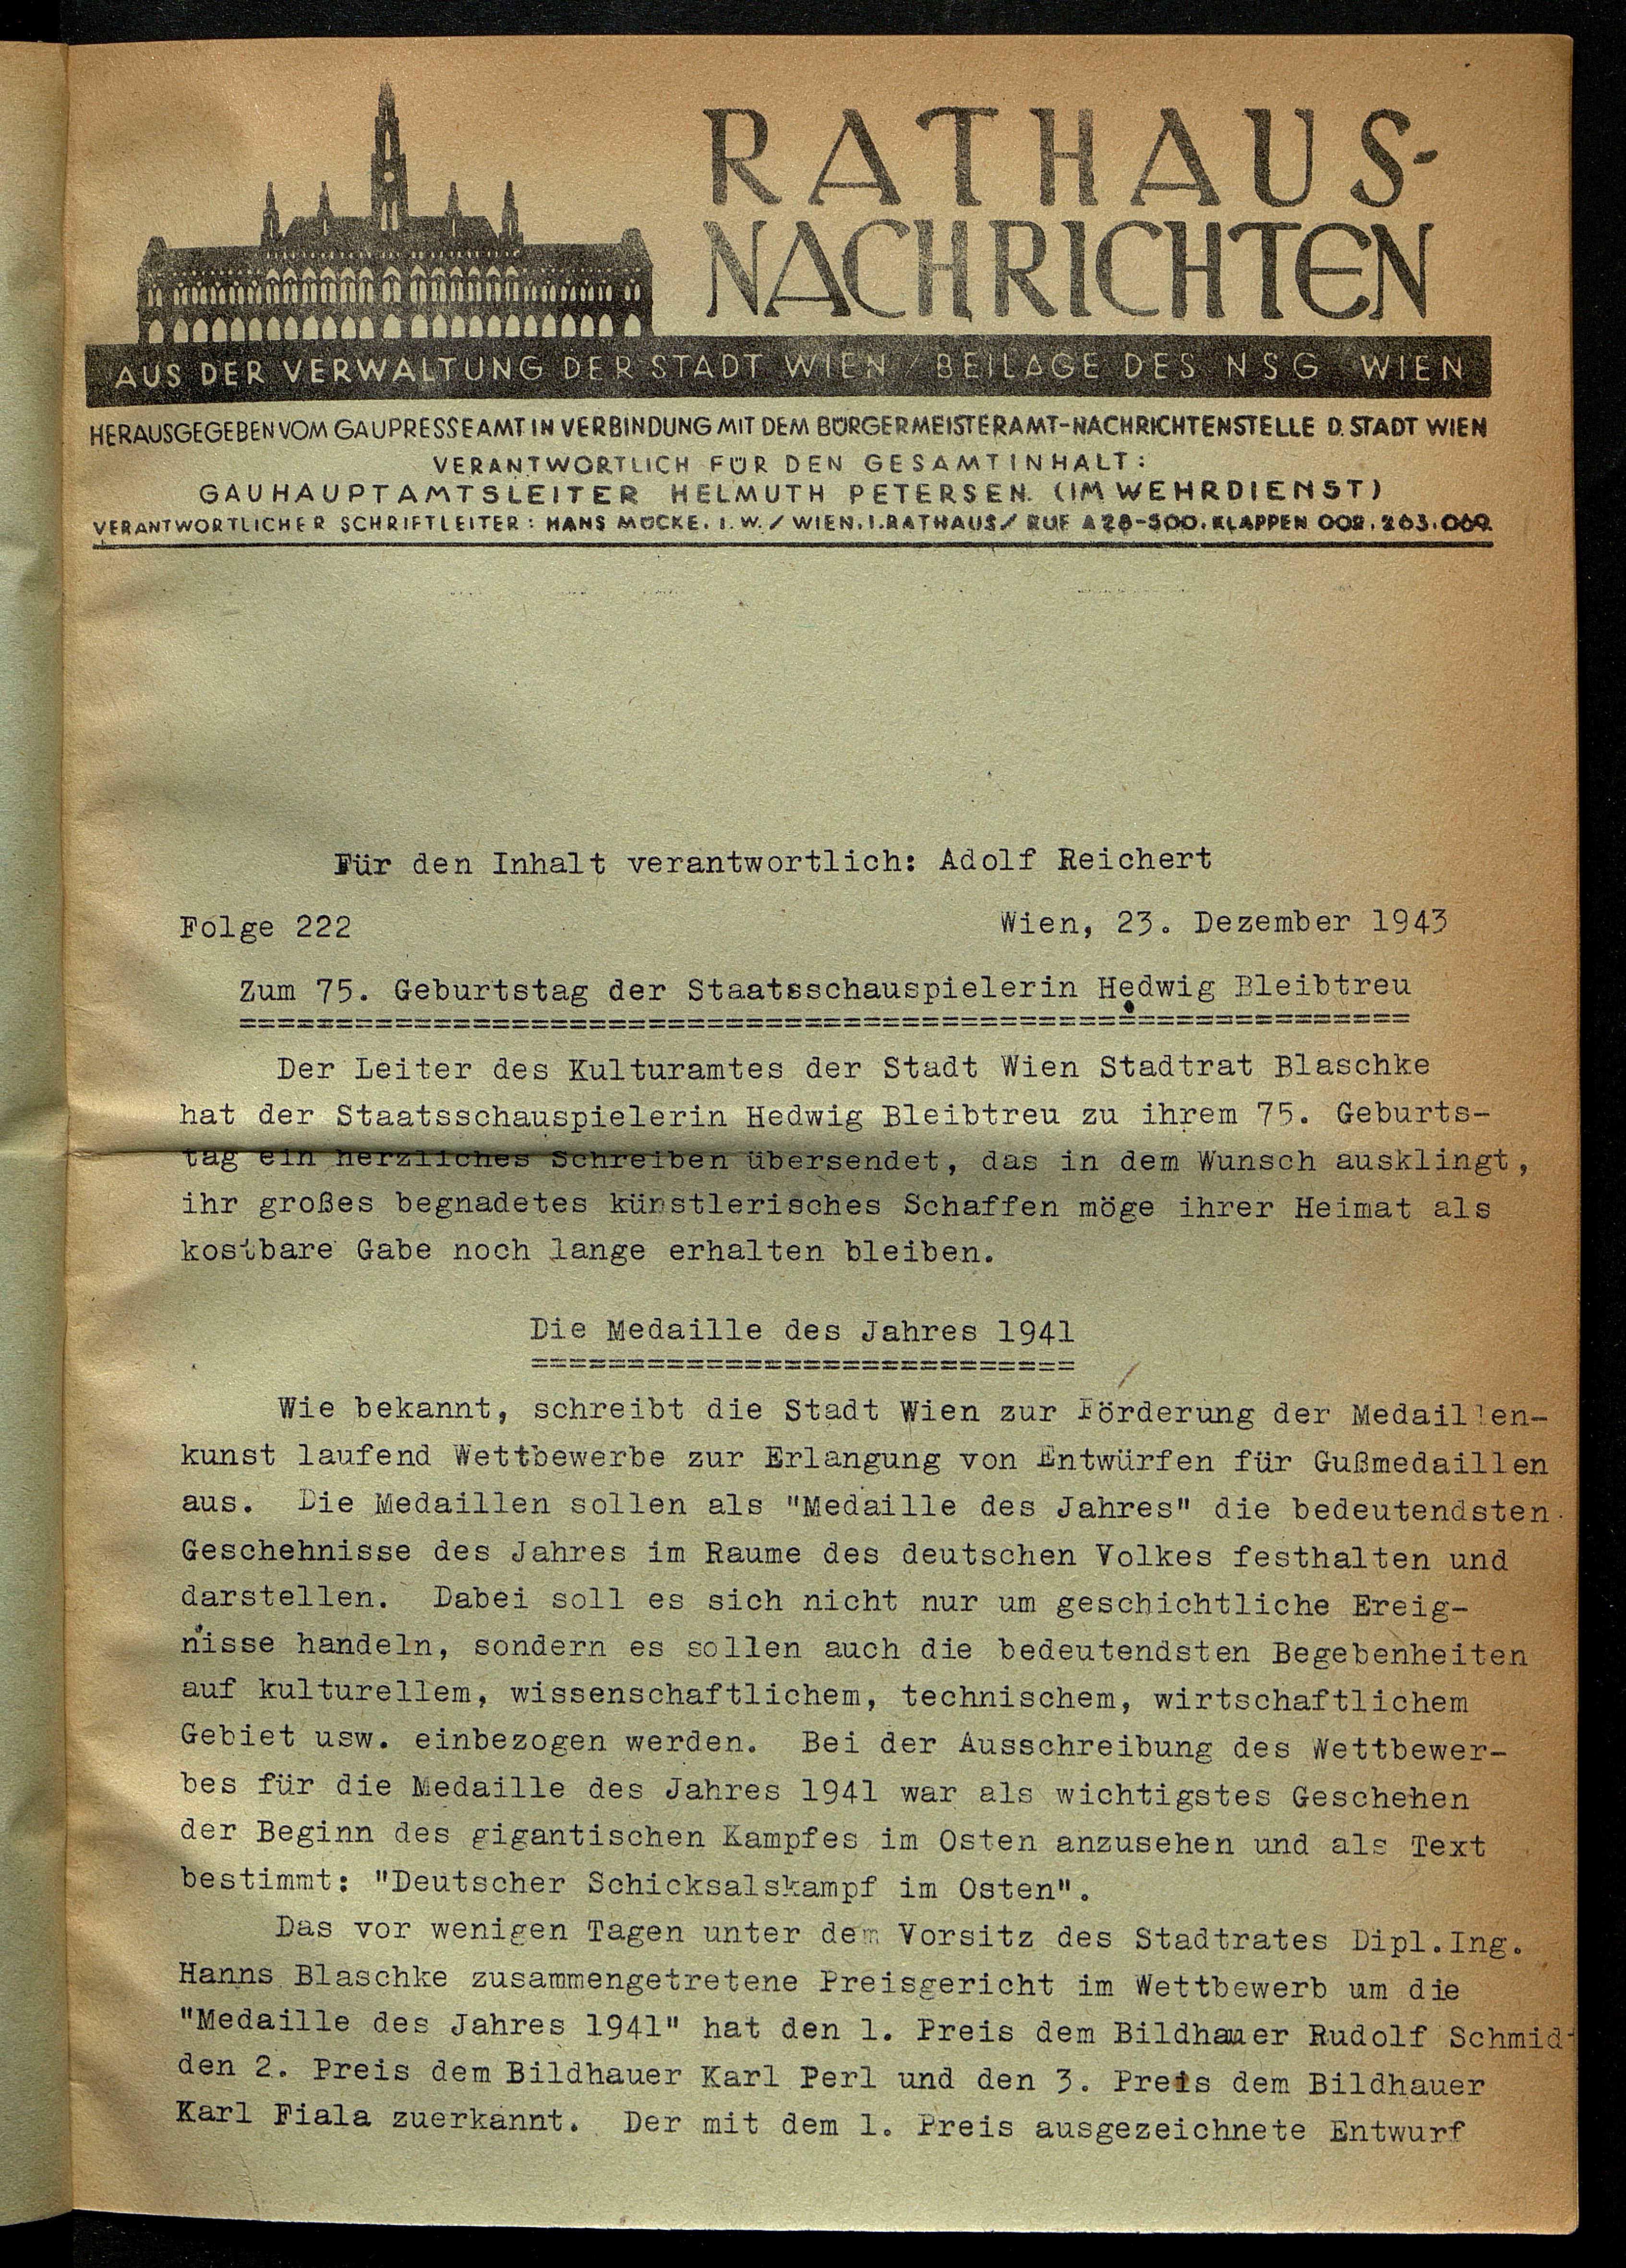 RATHAUS-
NACHRICHTEN
AUS DER VERWALTUNG DER STADT WIEN / BEILAGE DES NSG WIEN
HERAUSGEGEBEN VOM GAUPRESSEAMT IN VERBINDUNG MIT DEM BÜRGERMEISTERAMT-NACHRICHTENSTELLE D. STADT WIEN
VERANTWORTLICH FÜR DEN GESAMTINHALT:
GAUHAUPTAMTSLEITER HELMUTH PETERSEN. (IM WEHRDIENST)
VERANTWORTLICHER SCHRIFTLEITER: HANS MÜCKE. I. W. / WIEN. I. RATHAUS / RUF A 28-500. KLAPPEN 002. 263. 069
Für den Inhalt verantwortlich: Adolf Reichert
Folge 222 Wien, 23. Dezember 1943
Zum 75. Geburtstag der Staatsschauspielerin Hedwig Bleibtreu
Der Leiter des Kulturamtes der Stadt Wien Stadtrat Blaschke
hat der Staatsschauspielerin Hedwig Bleibtreu zu ihrem 75. Geburts-
tag ein herzliches Schreiben übersendet, das in dem Wunsch ausklingt,
ihr großes begnadetes künstlerisches Schaffen möge ihrer Heimat als
kostbare Gabe noch lange erhalten bleiben.
Die Medaille des Jahres 1941
Wie bekannt, schreibt die Stadt Wien zur Förderung der Medaillen-
kunst laufend Wettbewerbe zur Erlangung von Entwürfen für Gußmedaillen
aus. Die Medaillen sollen als "Medaille des Jahres" die bedeutendsten
Geschehnisse des Jahres im Raume des deutschen Volkes festhalten und
darstellen. Dabei soll es sich nicht nur um geschichtliche Ereig-
nisse handeln, sondern es sollen auch die bedeutendsten Begebenheiten
auf kulturellem, wissenschaftlichem, technischem, wirtschaftlichem
Gebiet usw. einbezogen werden. Bei der Ausschreibung des Wettbewer-
bes für die Medaille des Jahres 1941 war als wichtigstes Geschehen
der Beginn des gigantischen Kampfes im Osten anzusehen und als Text
bestimmt: "Deutscher Schicksalskampf im Osten".
Das vor wenigen Tagen unter dem Vorsitz des Stadtrates Dipl.Ing.
Hanns Blaschke zusammengetretene Preisgericht im Wettbewerb um die
"Medaille des Jahres 1941" hat den 1. Preis dem Bildhauer Rudolf Schmidt
den 2. Preis dem Bildhauer Karl Perl und den 3. Preis dem Bildhauer
Karl Fiala zuerkannt. Der mit dem 1. Preis ausgezeichnete Entwurf